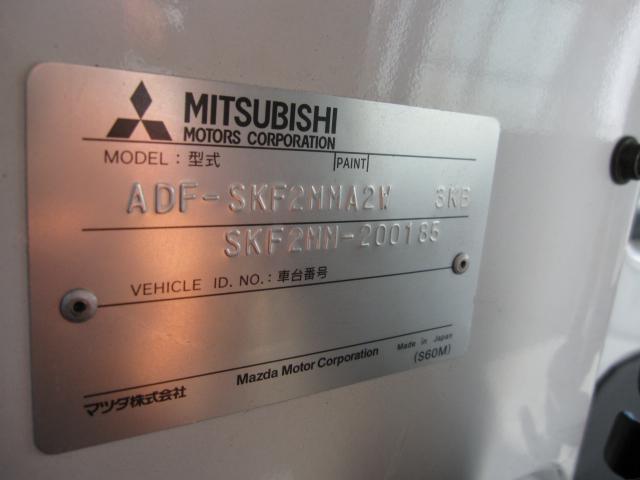 MITSUBISHI
MOTORS CORPORATION
MODEL : 型式 PAINT
ADF-SKF2MMA2W 3KB
SKF2MM-200185
VEHICLE ID. NO. : 車台番号
Mazda Motor Corporation Made in Japan
マツダ株式会社 (S60M)